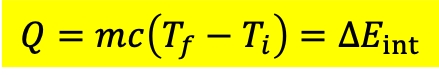 Q = mc(T_f − T_i) = ΔE_int